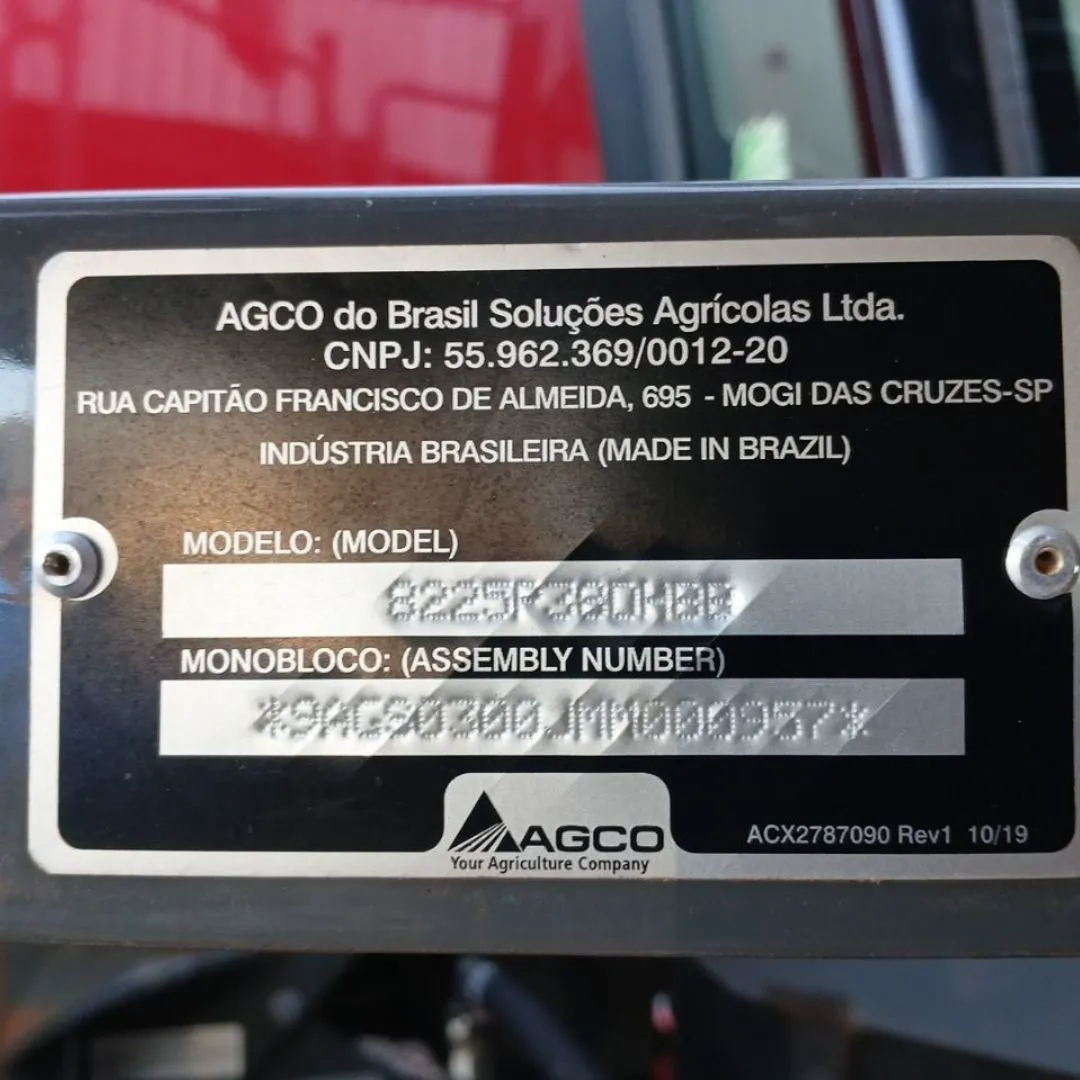 AGCO do Brasil Soluções Agrícolas Ltda.
CNPJ: 55.962.369/0012-20
RUA CAPITÃO FRANCISCO DE ALMEIDA, 695 - MOGI DAS CRUZES-SP
INDÚSTRIA BRASILEIRA (MADE IN BRAZIL)
MODELO: (MODEL)
MONOBLOCO: (ASSEMBLY NUMBER)
AGCO
Your Agriculture Company
ACX2787090 Rev1 10/19